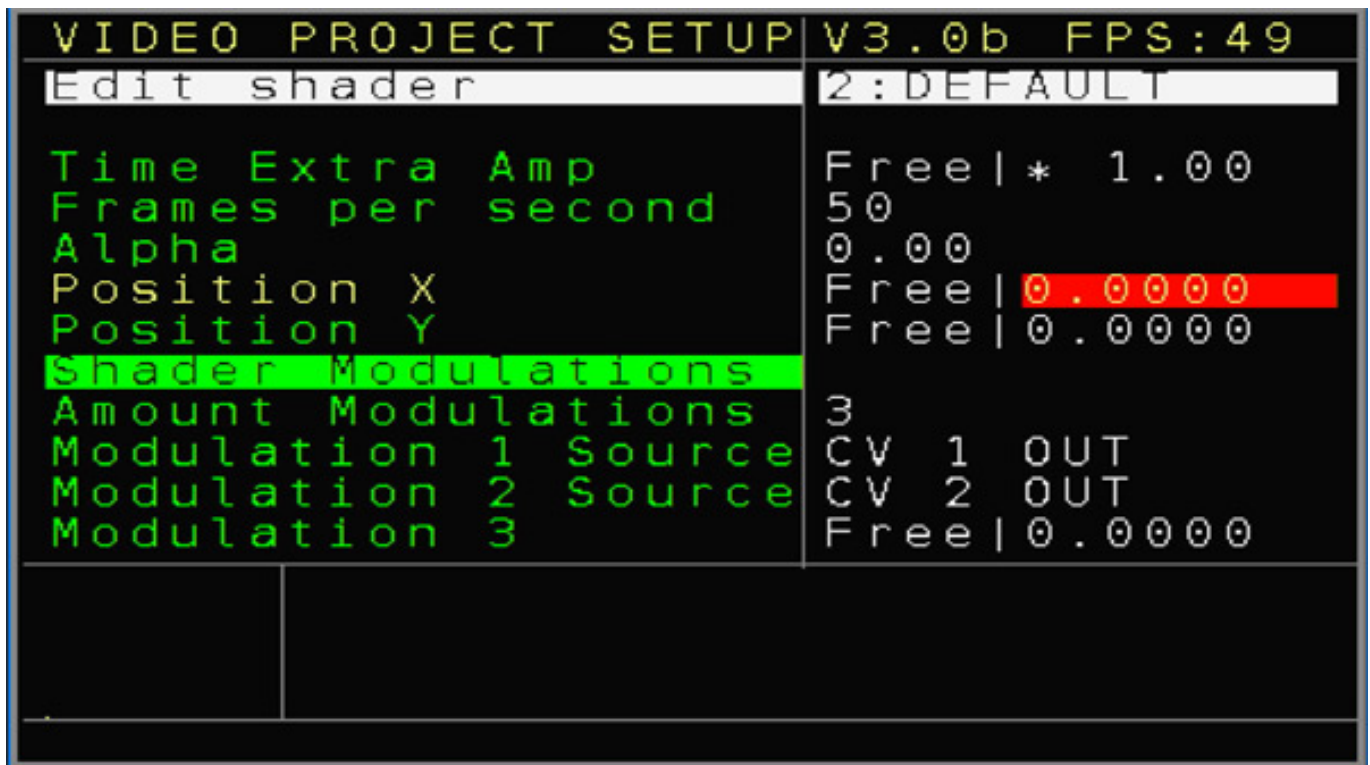 VIDEO PROJECT SETUP V3.0b FPS:49
Edit shader 2:DEFAULT
Time Extra Amp Free|* 1.00
Frames per second 50
Alpha 0.00
Position X Free|0.0000
Position Y Free|0.0000
Shader Modulations
Amount Modulations 3
Modulation 1 Source CV 1 OUT
Modulation 2 Source CV 2 OUT
Modulation 3 Free|0.0000